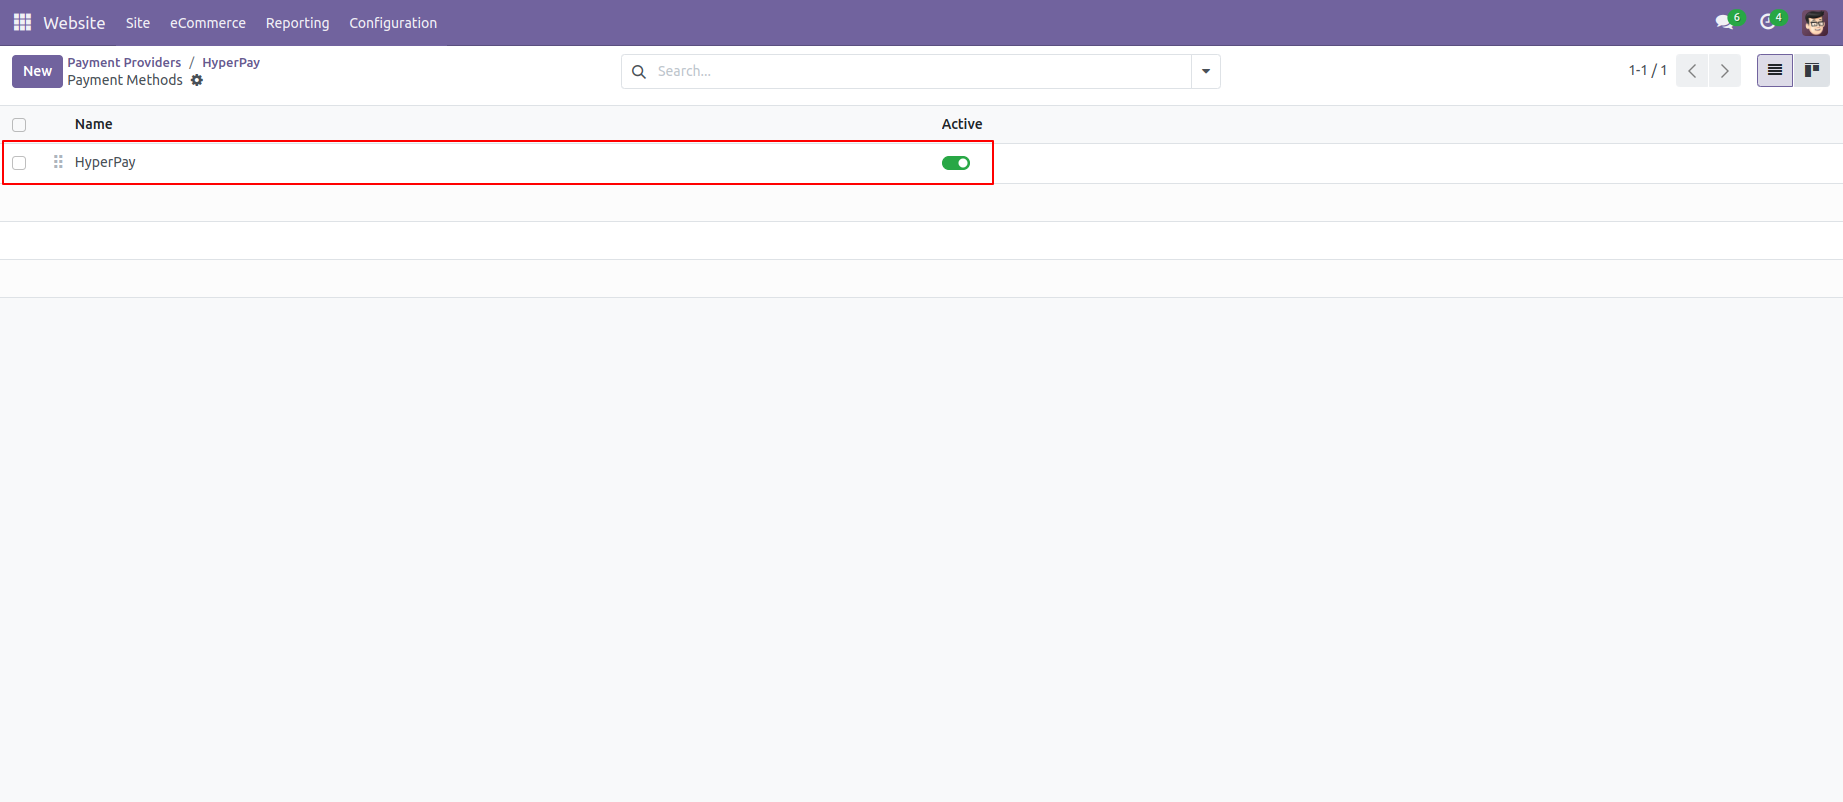 Website Site eCommerce Reporting Configuration 6 4
New Payment Providers / HyperPay
Payment Methods
Search...
1-1 / 1
Name Active
HyperPay